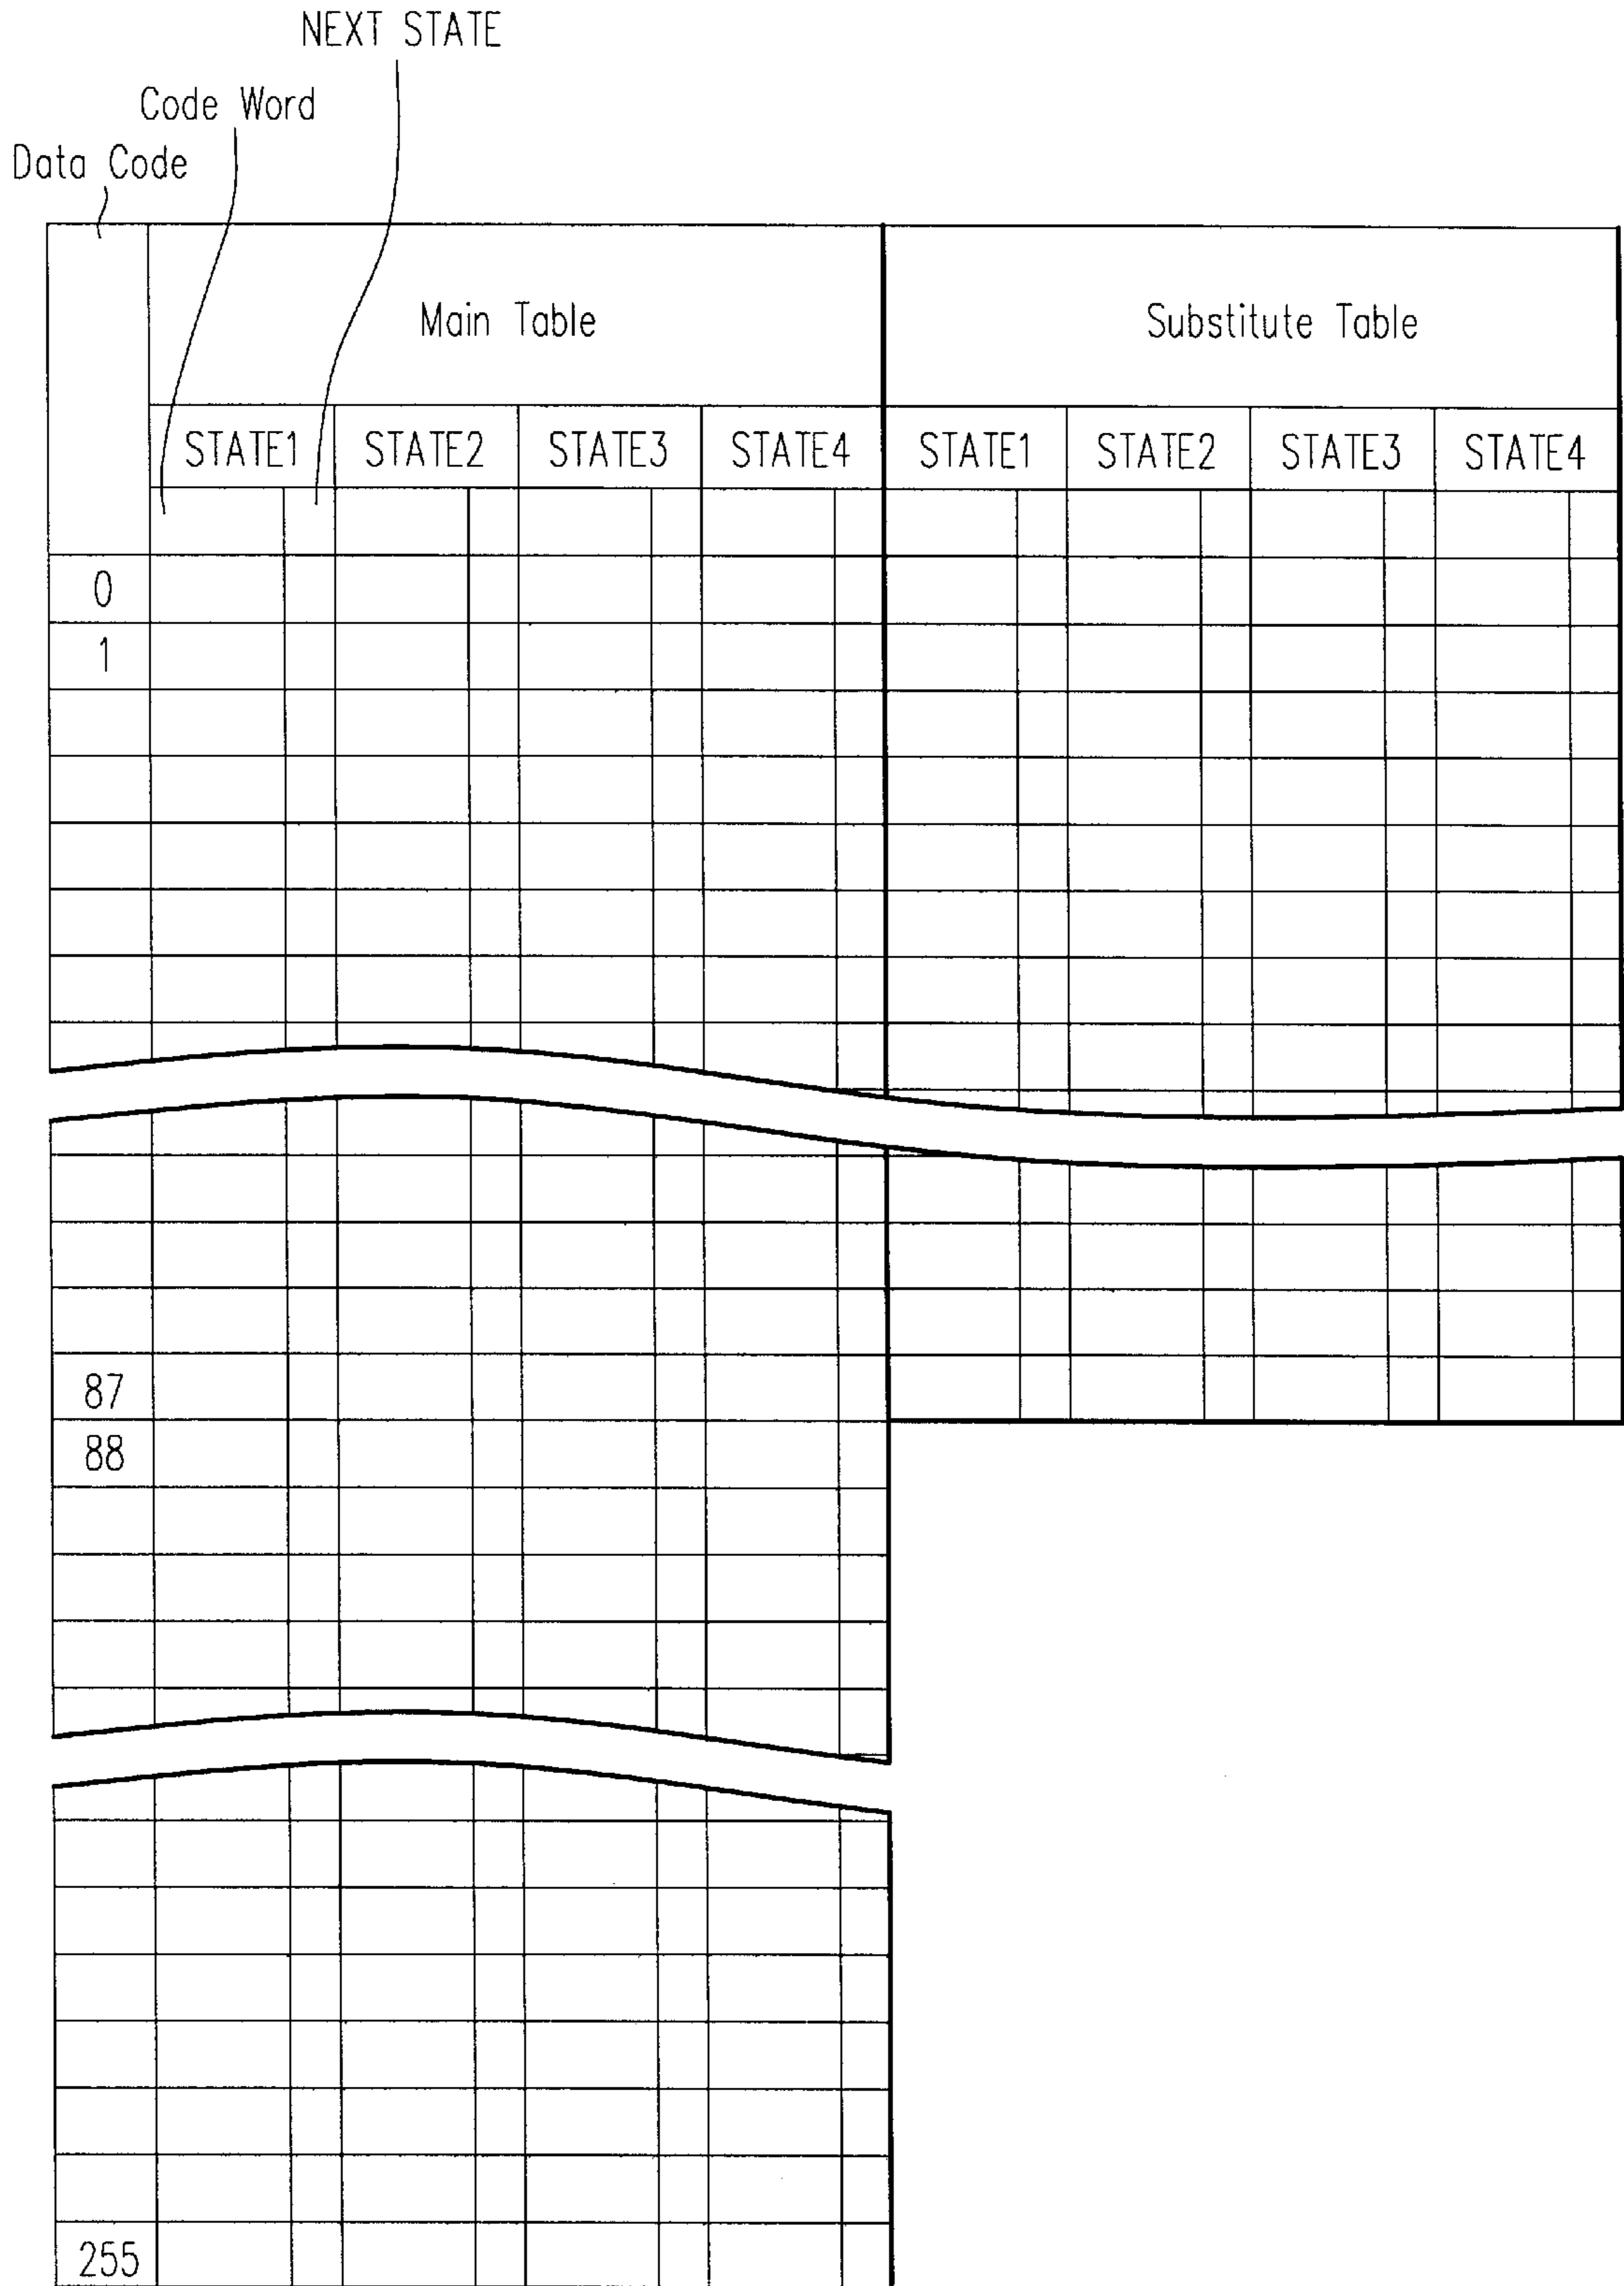 NEXT STATE
Code Word
Data Code
Main Table
Substitute Table
STATE1 STATE2 STATE3 STATE4 STATE1 STATE2 STATE3 STATE4
0
1
87
88
255